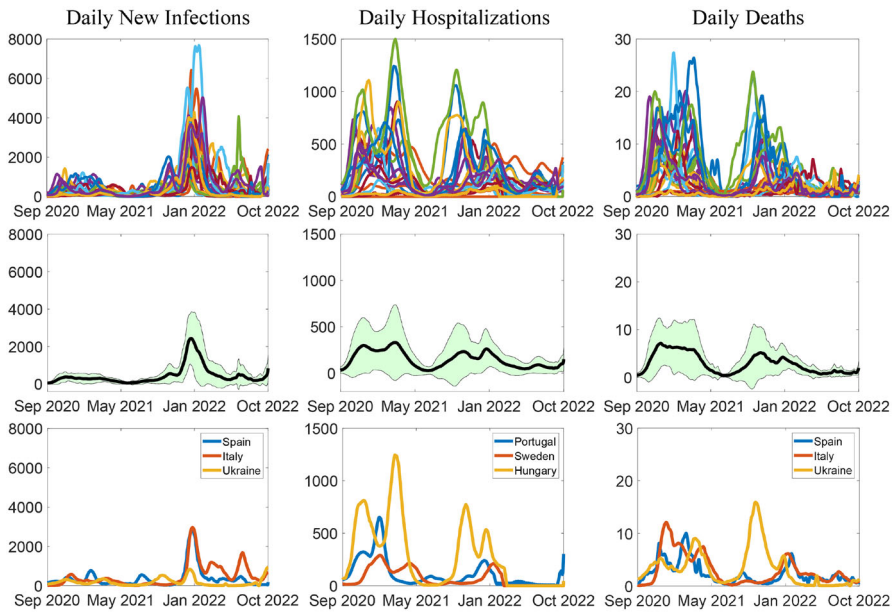 Daily New Infections
Daily Hospitalizations
Daily Deaths
8000
6000
4000
2000
0
Sep 2020 May 2021 Jan 2022 Oct 2022
1500
1000
500
0
Sep 2020 May 2021 Jan 2022 Oct 2022
30
20
10
0
Sep 2020 May 2021 Jan 2022 Oct 2022
8000
6000
4000
2000
0
Sep 2020 May 2021 Jan 2022 Oct 2022
1500
1000
500
0
Sep 2020 May 2021 Jan 2022 Oct 2022
30
20
10
0
Sep 2020 May 2021 Jan 2022 Oct 2022
8000
6000
4000
2000
0
Spain
Italy
Ukraine
Sep 2020 May 2021 Jan 2022 Oct 2022
1500
1000
500
0
Portugal
Sweden
Hungary
Sep 2020 May 2021 Jan 2022 Oct 2022
30
20
10
0
Spain
Italy
Ukraine
Sep 2020 May 2021 Jan 2022 Oct 2022